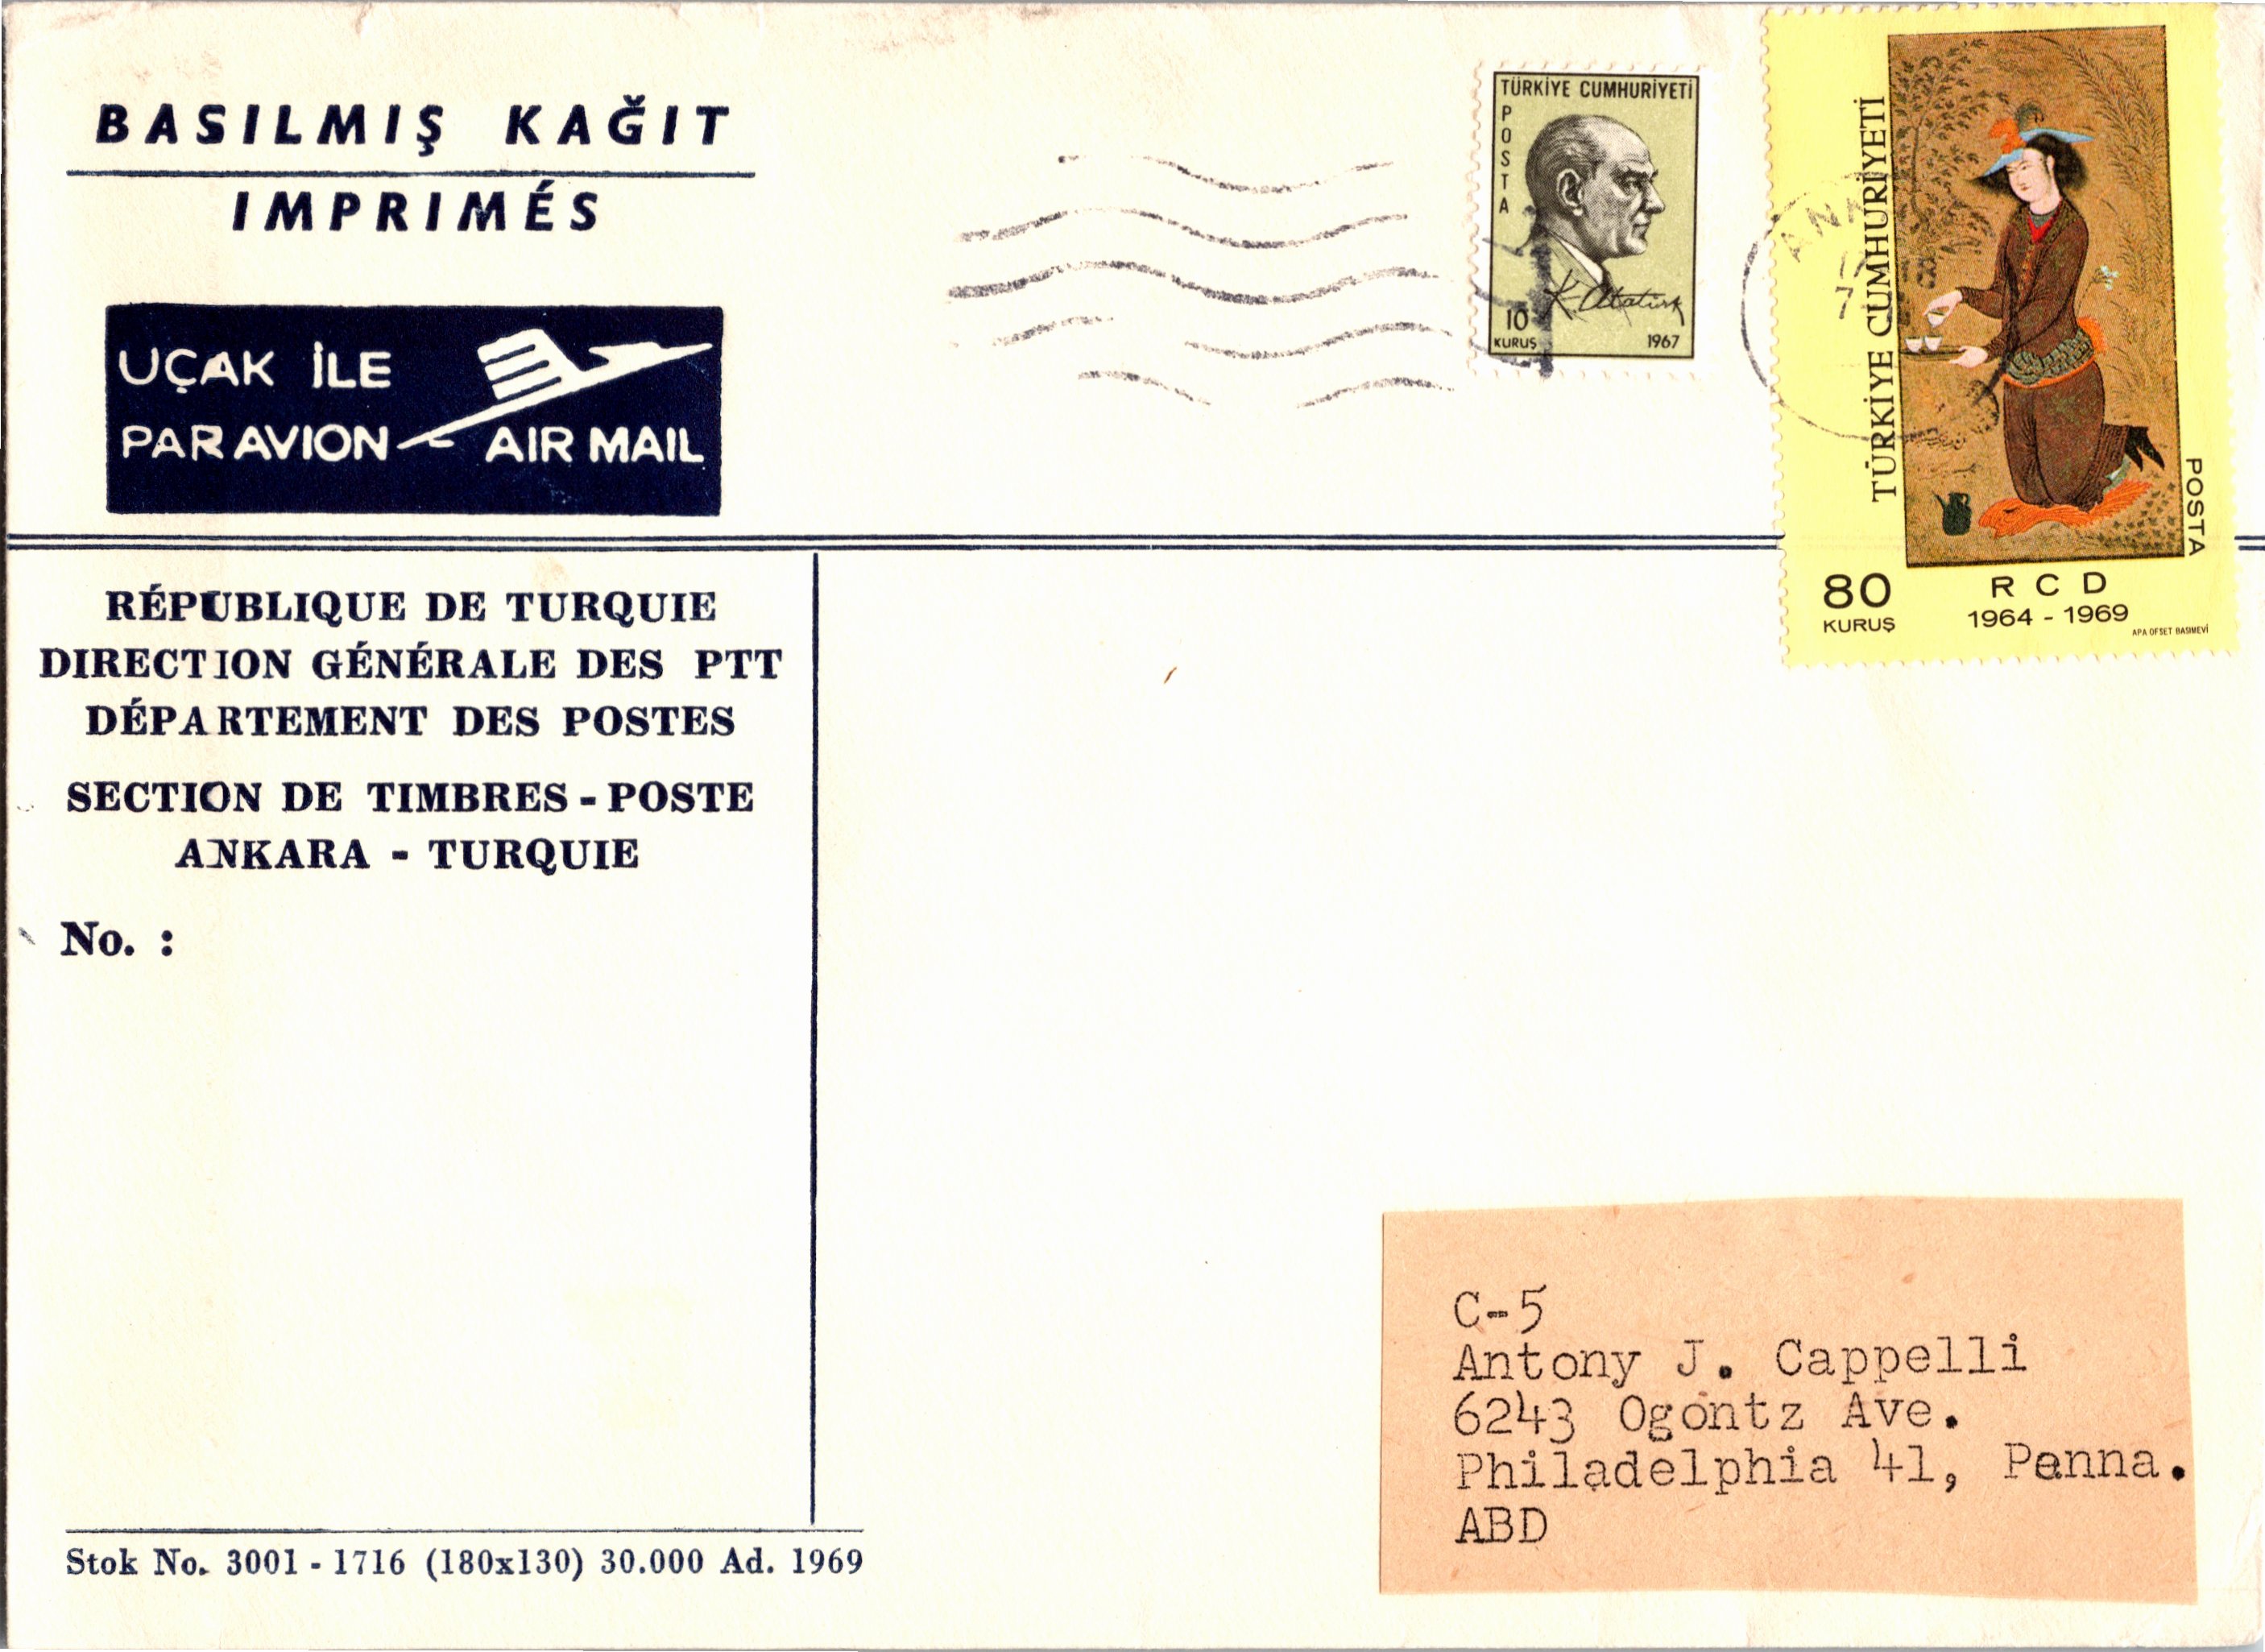 BASILMIŞ KAĞIT
IMPRIMÉS
UÇAK İLE
PAR AVION AIR MAIL
TÜRKİYE CUMHURİYETİ
POSTA
K. Atatürk
10
KURUŞ
1967
TÜRKİYE CUMHURİYETİ
POSTA
80
KURUŞ
R C D
1964 - 1969
APA OFSET BASIMEVİ
RÉPUBLIQUE DE TURQUIE
DIRECTION GÉNÉRALE DES PTT
DÉPARTEMENT DES POSTES
SECTION DE TIMBRES - POSTE
ANKARA - TURQUIE
No. :
C-5
Antony J. Cappelli
6243 Ogontz Ave.
Philadelphia 41, Penna.
ABD
Stok No. 3001 - 1716 (180x130) 30.000 Ad. 1969